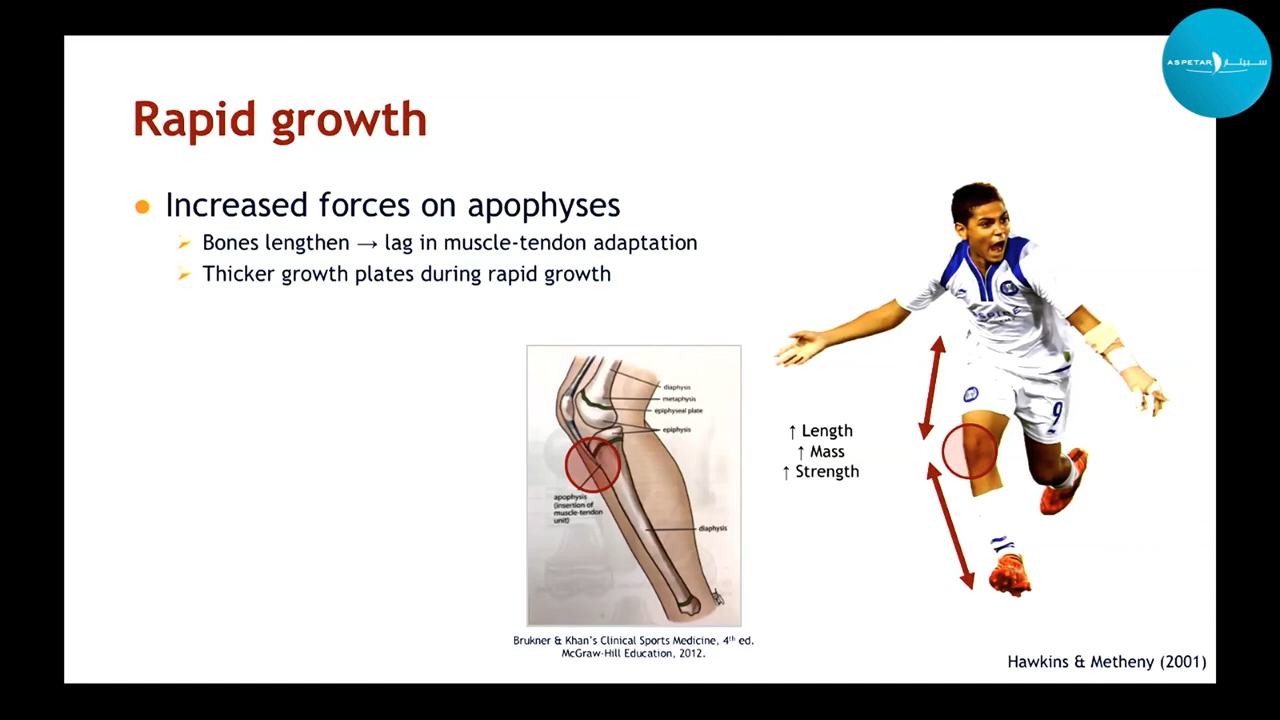 ASPETAR سبيتار
Rapid growth
Increased forces on apophyses
Bones lengthen → lag in muscle-tendon adaptation
Thicker growth plates during rapid growth
diaphysis
metaphysis
epiphyseal plate
epiphysis
apophysis
(insertion of
muscle-tendon
unit)
diaphysis
↑ Length
↑ Mass
↑ Strength
9
Brukner & Khan's Clinical Sports Medicine, 4th ed.
McGraw-Hill Education, 2012.
Hawkins & Metheny (2001)